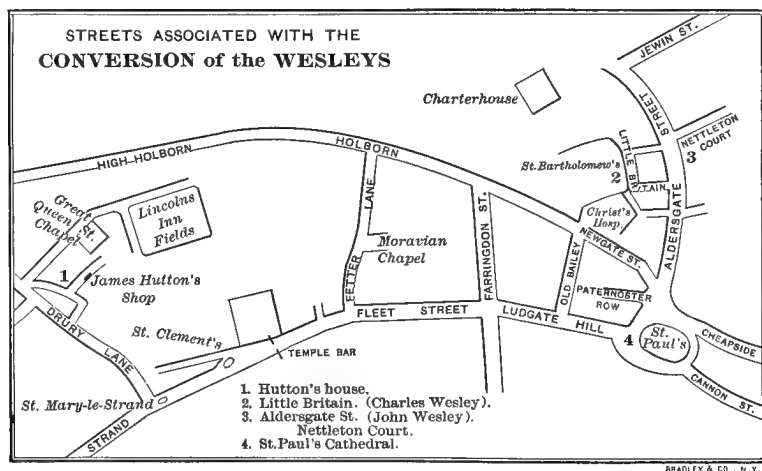 STREETS ASSOCIATED WITH THE
CONVERSION of the WESLEYS
JEWIN ST.
Charterhouse
STREET
NETTLETON
COURT
3
HIGH-HOLBORN
HOLBORN
LITTLE BRITAIN
St. Bartholomew's
2
Great
Queen St.
Chapel
Lincolns
Inn
Fields
LANE
Moravian
Chapel
FARRINGDON ST.
Christ's
Hosp.
NEWGATE ST.
ALDERSGATE
1
James Hutton's
Shop
FETTER
OLD BAILEY
PATERNOSTER
ROW
DRURY
LANE
St. Clement's
FLEET STREET
LUDGATE
HILL
4
St.
Paul's
CHEAPSIDE
TEMPLE BAR
CANNON ST.
St. Mary-le-Strand
STRAND
1. Hutton's house.
2. Little Britain. (Charles Wesley).
3. Aldersgate St. (John Wesley).
Nettleton Court.
4. St.Paul's Cathedral.
BRADLEY & CO., N.Y.